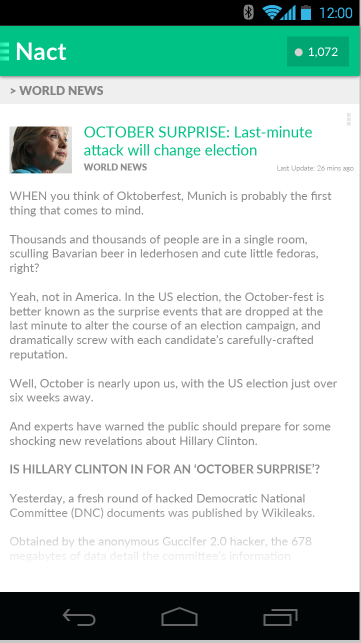 12:00
Nact
1,072
> WORLD NEWS
OCTOBER SURPRISE: Last-minute
attack will change election
WORLD NEWS
Last Update: 26 mins ago
WHEN you think of Oktoberfest, Munich is probably the first
thing that comes to mind.
Thousands and thousands of people are in a single room,
sculling Bavarian beer in lederhosen and cute little fedoras,
right?
Yeah, not in America. In the US election, the October-fest is
better known as the surprise events that are dropped at the
last minute to alter the course of an election campaign, and
dramatically screw with each candidate's carefully-crafted
reputation.
Well, October is nearly upon us, with the US election just over
six weeks away.
And experts have warned the public should prepare for some
shocking new revelations about Hillary Clinton.
IS HILLARY CLINTON IN FOR AN ‘OCTOBER SURPRISE’?
Yesterday, a fresh round of hacked Democratic National
Committee (DNC) documents was published by Wikileaks.
Obtained by the anonymous Guccifer 2.0 hacker, the 678
megabytes of data detail the committee's information